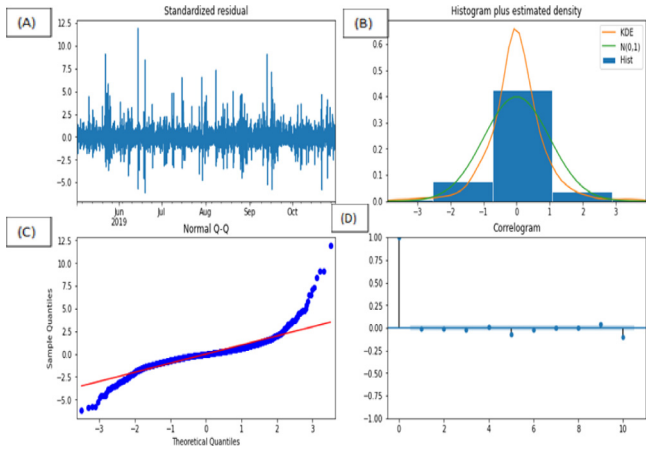 (A)
Standardized residual
12.5
10.0
7.5
5.0
2.5
0.0
-2.5
-5.0
Jun
2019
Jul
Aug
Sep
Oct
(B)
Histogram plus estimated density
KDE
N(0,1)
Hist
0.6
0.5
0.4
0.3
0.2
0.1
0.0
−3
−2
−1
0
1
2
3
(C)
Normal Q-Q
12.5
10.0
7.5
5.0
2.5
0.0
−2.5
−5.0
Sample Quantiles
−3
−2
−1
0
1
2
3
Theoretical Quantiles
(D)
Correlogram
1.00
0.75
0.50
0.25
0.00
−0.25
−0.50
−0.75
−1.00
0
2
4
6
8
10